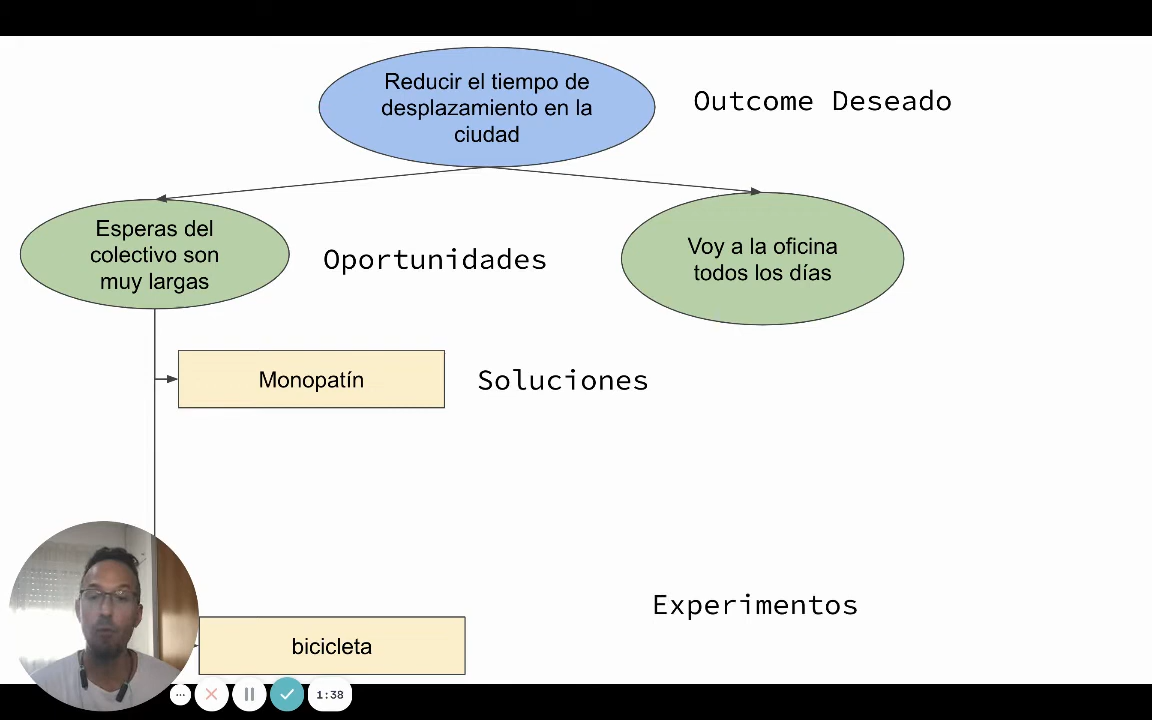 Reducir el tiempo de
desplazamiento en la
ciudad
Outcome Deseado
Esperas del
colectivo son
muy largas
Oportunidades
Voy a la oficina
todos los días
Monopatín
Soluciones
Experimentos
bicicleta
1:38